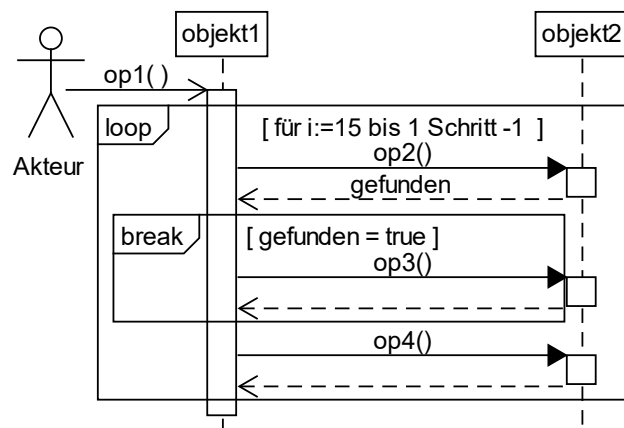 objekt1
objekt2
op1( )
loop
[ für i:=15 bis 1 Schritt -1 ]
op2()
Akteur
gefunden
break
[ gefunden = true ]
op3()
op4()